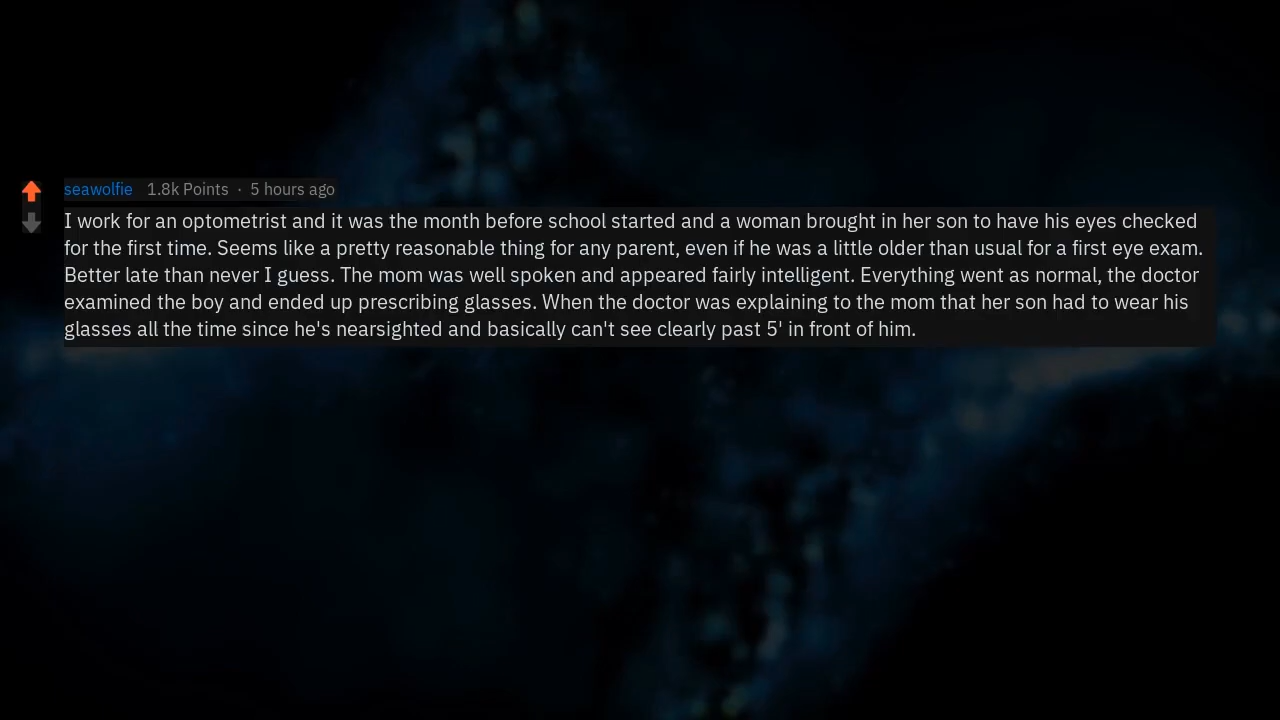 seawolfie 1.8k Points · 5 hours ago
I work for an optometrist and it was the month before school started and a woman brought in her son to have his eyes checked
for the first time. Seems like a pretty reasonable thing for any parent, even if he was a little older than usual for a first eye exam.
Better late than never I guess. The mom was well spoken and appeared fairly intelligent. Everything went as normal, the doctor
examined the boy and ended up prescribing glasses. When the doctor was explaining to the mom that her son had to wear his
glasses all the time since he's nearsighted and basically can't see clearly past 5' in front of him.